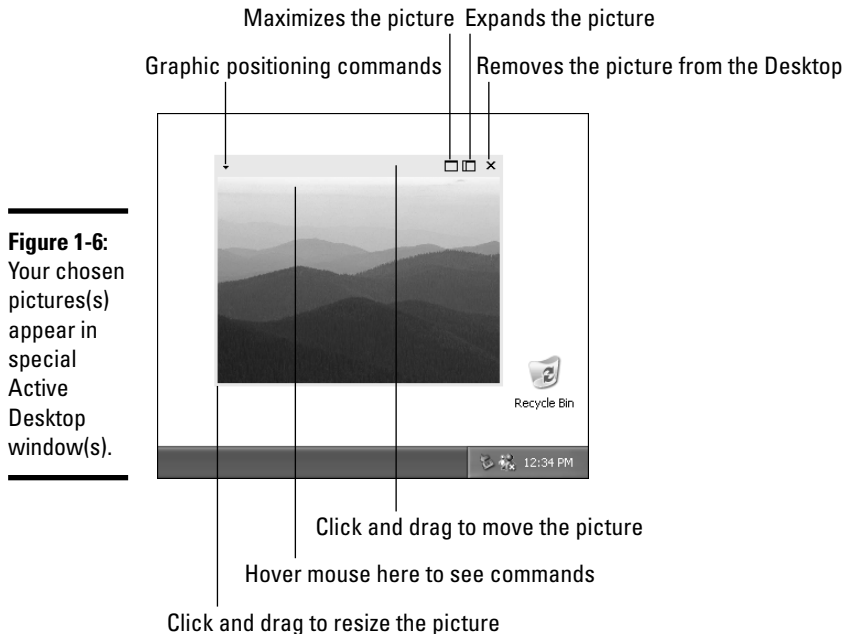 Maximizes the picture
Expands the picture
Graphic positioning commands
Removes the picture from the Desktop
Figure 1-6:
Your chosen
pictures(s)
appear in
special
Active
Desktop
window(s).
Recycle Bin
12:34 PM
Click and drag to move the picture
Hover mouse here to see commands
Click and drag to resize the picture